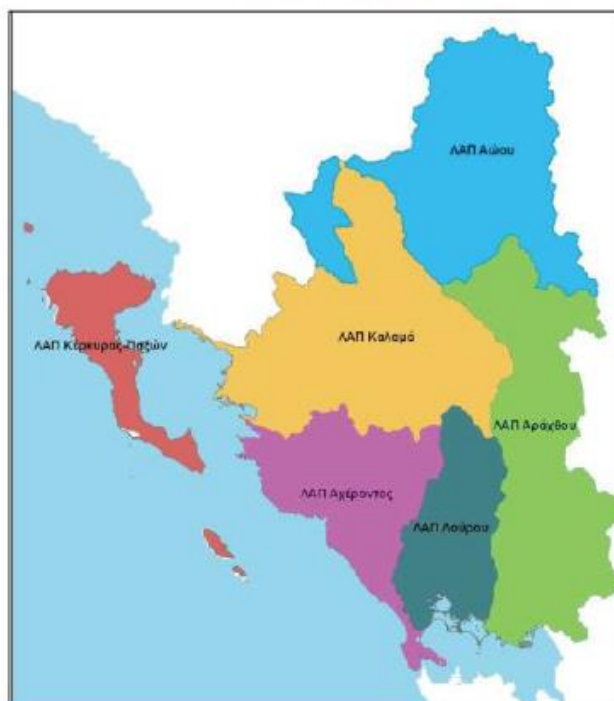 ΛΑΠ Αώου
ΛΑΠ Καλαμά
ΛΑΠ Κέρκυρας-Παξών
ΛΑΠ Αράχθου
ΛΑΠ Αχέροντος
ΛΑΠ Λούρου